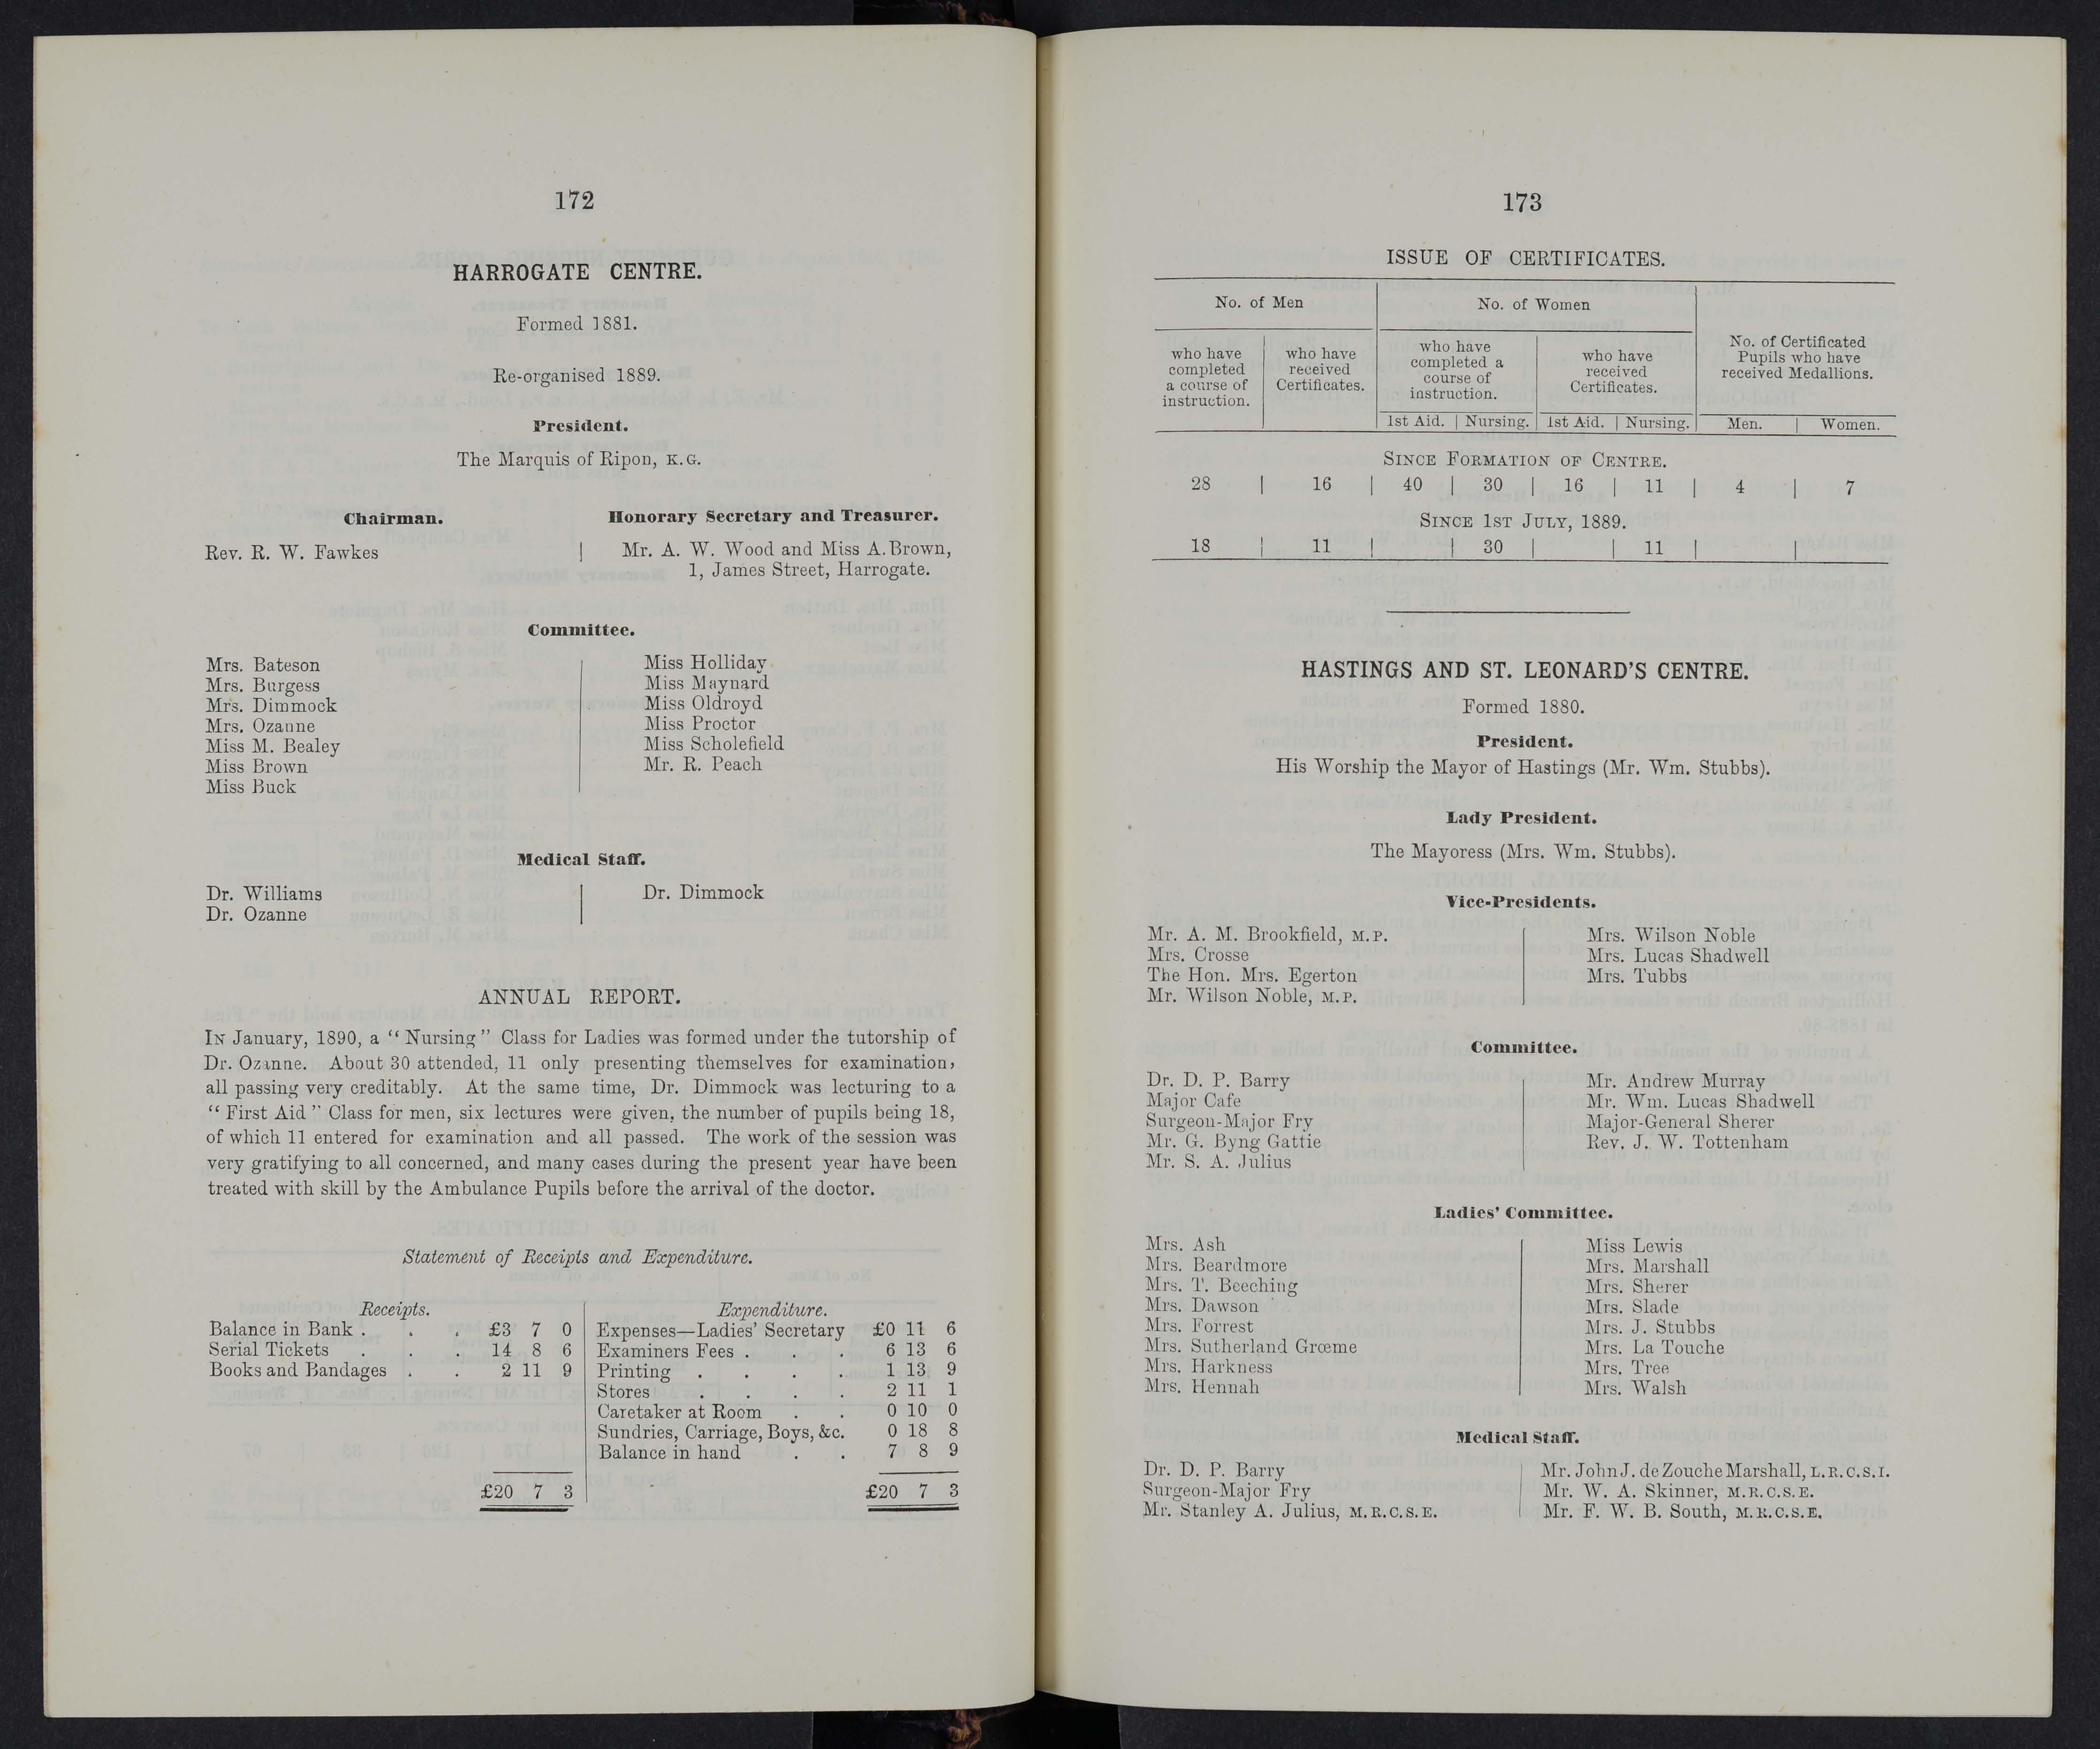 172
HARROGATE CENTRE.
Formed 1881.
Re-organised 1889.
President.
The Marquis of Ripon, K.G.
Chairman.
Rev. R. W. Fawkes
Honorary Secretary and Treasurer.
Mr. A. W. Wood and Miss A. Brown,
1, James Street, Harrogate.
Committee.
Mrs. Bateson
Mrs. Burgess
Mrs. Dimmock
Mrs. Ozanne
Miss M. Bealey
Miss Brown
Miss Buck
Miss Holliday
Miss Maynard
Miss Oldroyd
Miss Proctor
Miss Scholefield
Mr. R. Peach
Medical Staff.
Dr. Williams
Dr. Ozanne
Dr. Dimmock
ANNUAL REPORT.
IN January, 1890, a “ Nursing ” Class for Ladies was formed under the tutorship of
Dr. Ozanne. About 30 attended, 11 only presenting themselves for examination,
all passing very creditably. At the same time, Dr. Dimmock was lecturing to a
“ First Aid ” Class for men, six lectures were given, the number of pupils being 18,
of which 11 entered for examination and all passed. The work of the session was
very gratifying to all concerned, and many cases during the present year have been
treated with skill by the Ambulance Pupils before the arrival of the doctor.
Statement of Receipts and Expenditure.
Receipts.
Balance in Bank . . . £3 7 0
Serial Tickets . . . 14 8 6
Books and Bandages . . 2 11 9
£20 7 3
Expenditure.
Expenses—Ladies’ Secretary £0 11 6
Examiners Fees . . . 6 13 6
Printing . . . . 1 13 9
Stores . . . . 2 11 1
Caretaker at Room . . 0 10 0
Sundries, Carriage, Boys, &c. 0 18 8
Balance in hand . . 7 8 9
£20 7 3
173
ISSUE OF CERTIFICATES.
No. of Men
No. of Women
No. of Certificated
Pupils who have
received Medallions.
who have
completed
a course of
instruction.
who have
received
Certificates.
who have
completed a
course of
instruction.
who have
received
Certificates.
1st Aid. | Nursing. | 1st Aid. | Nursing. | Men. | Women.
SINCE FORMATION OF CENTRE.
28 | 16 | 40 | 30 | 16 | 11 | 4 | 7
SINCE 1ST JULY, 1889.
18 | 11 | | 30 | | 11 | |
HASTINGS AND ST. LEONARD’S CENTRE.
Formed 1880.
President.
His Worship the Mayor of Hastings (Mr. Wm. Stubbs).
Lady President.
The Mayoress (Mrs. Wm. Stubbs).
Vice-Presidents.
Mr. A. M. Brookfield, M.P.
Mrs. Crosse
The Hon. Mrs. Egerton
Mr. Wilson Noble, M.P.
Mrs. Wilson Noble
Mrs. Lucas Shadwell
Mrs. Tubbs
Committee.
Dr. D. P. Barry
Major Cafe
Surgeon-Major Fry
Mr. G. Byng Gattie
Mr. S. A. Julius
Mr. Andrew Murray
Mr. Wm. Lucas Shadwell
Major-General Sherer
Rev. J. W. Tottenham
Ladies’ Committee.
Mrs. Ash
Mrs. Beardmore
Mrs. T. Beeching
Mrs. Dawson
Mrs. Forrest
Mrs. Sutherland Grœme
Mrs. Harkness
Mrs. Hennah
Miss Lewis
Mrs. Marshall
Mrs. Sherer
Mrs. Slade
Mrs. J. Stubbs
Mrs. La Touche
Mrs. Tree
Mrs. Walsh
Medical Staff.
Dr. D. P. Barry
Surgeon-Major Fry
Mr. Stanley A. Julius, M.R.C.S.E.
Mr. John J. de Zouche Marshall, L.R.C.S.I.
Mr. W. A. Skinner, M.R.C.S.E.
Mr. F. W. B. South, M.R.C.S.E.